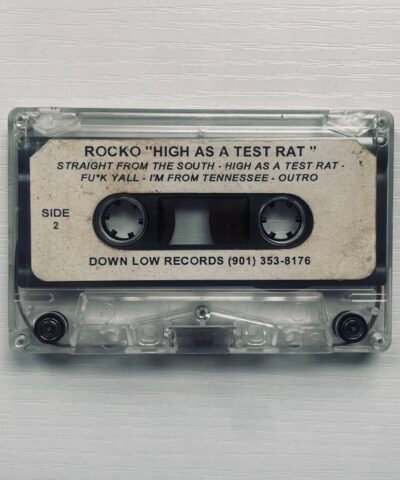 ROCKO "HIGH AS A TEST RAT "
STRAIGHT FROM THE SOUTH - HIGH AS A TEST RAT -
FU*K YALL - I'M FROM TENNESSEE - OUTRO
SIDE
2
DOWN LOW RECORDS (901) 353-8176